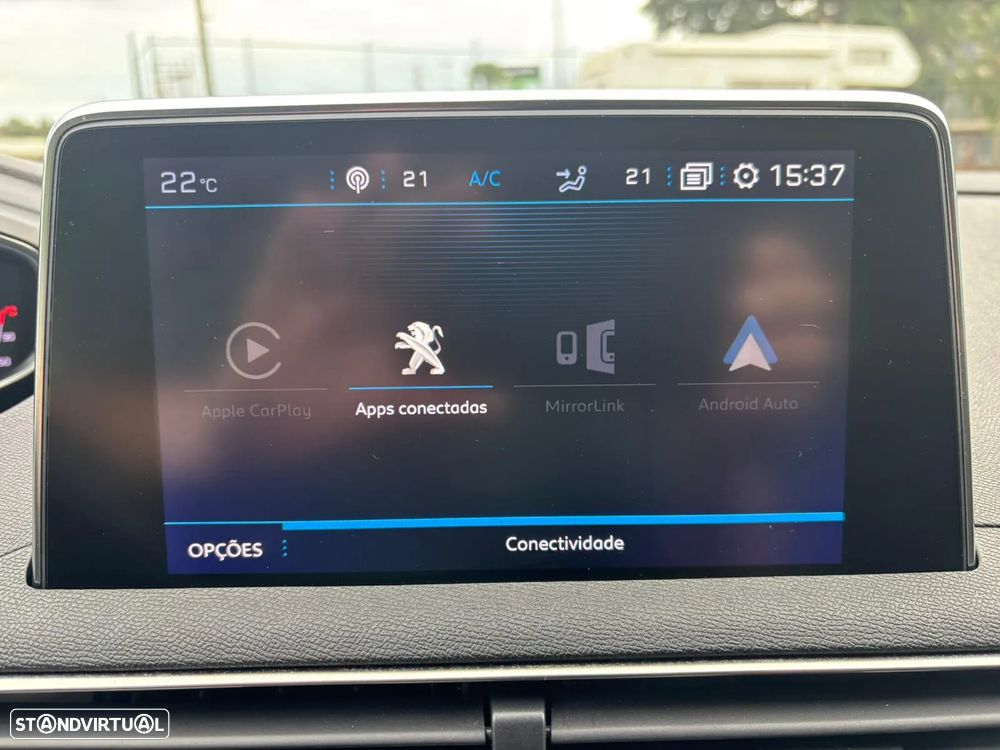 22°C 21 A/C 21 15:37
Apple CarPlay Apps conectadas MirrorLink Android Auto
OPÇÕES Conectividade
STANDVIRTUAL